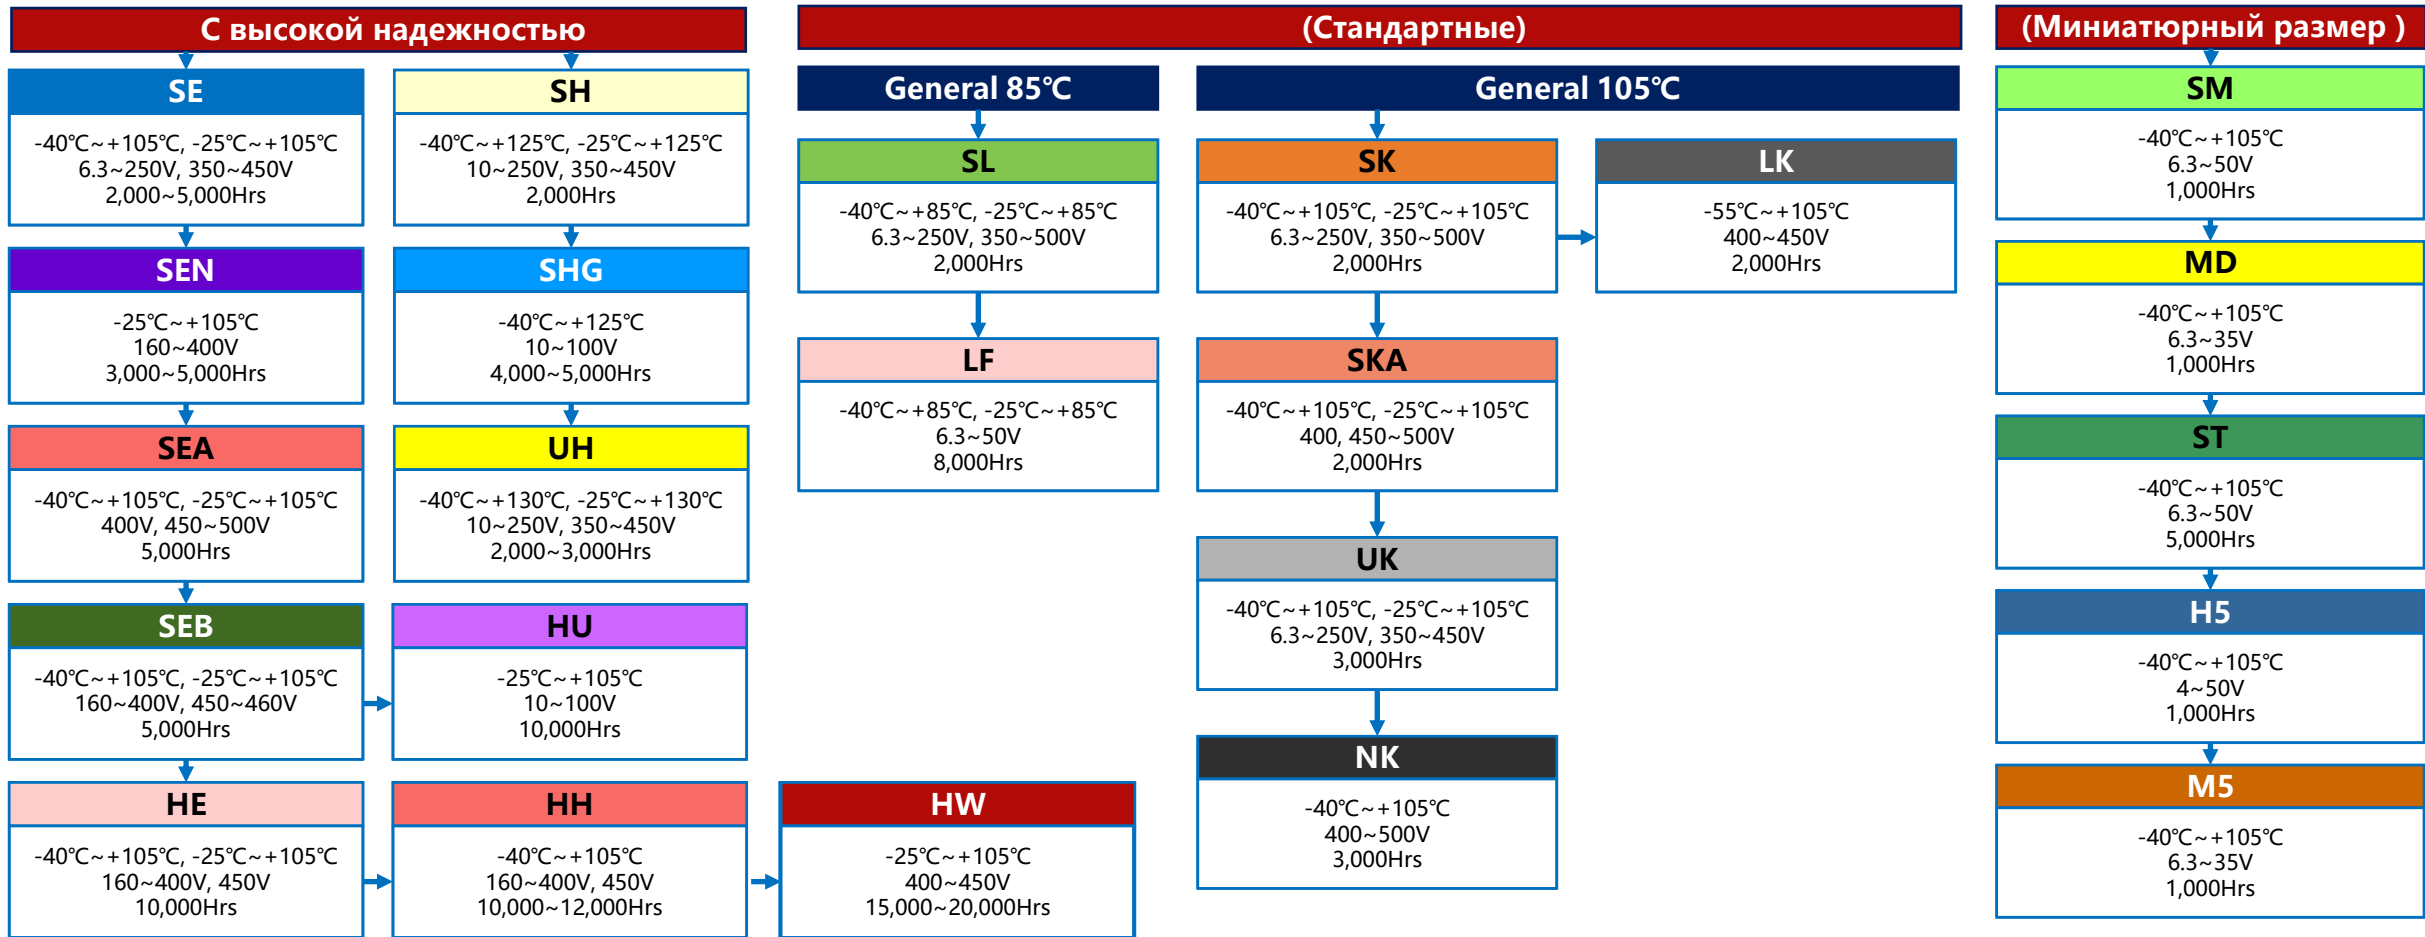 С высокой надежностью
SE
-40℃~+105℃, -25℃~+105℃
6.3~250V, 350~450V
2,000~5,000Hrs
SEN
-25℃~+105℃
160~400V
3,000~5,000Hrs
SEA
-40℃~+105℃, -25℃~+105℃
400V, 450~500V
5,000Hrs
SEB
-40℃~+105℃, -25℃~+105℃
160~400V, 450~460V
5,000Hrs
HE
-40℃~+105℃, -25℃~+105℃
160~400V, 450V
10,000Hrs
SH
-40℃~+125℃, -25℃~+125℃
10~250V, 350~450V
2,000Hrs
SHG
-40℃~+125℃
10~100V
4,000~5,000Hrs
UH
-40℃~+130℃, -25℃~+130℃
10~250V, 350~450V
2,000~3,000Hrs
HU
-25℃~+105℃
10~100V
10,000Hrs
HH
-40℃~+105℃
160~400V, 450V
10,000~12,000Hrs
HW
-25℃~+105℃
400~450V
15,000~20,000Hrs
(Стандартные)
General 85℃
SL
-40℃~+85℃, -25℃~+85℃
6.3~250V, 350~500V
2,000Hrs
LF
-40℃~+85℃, -25℃~+85℃
6.3~50V
8,000Hrs
General 105℃
SK
-40℃~+105℃, -25℃~+105℃
6.3~250V, 350~500V
2,000Hrs
LK
-55℃~+105℃
400~450V
2,000Hrs
SKA
-40℃~+105℃, -25℃~+105℃
400, 450~500V
2,000Hrs
UK
-40℃~+105℃, -25℃~+105℃
6.3~250V, 350~450V
3,000Hrs
NK
-40℃~+105℃
400~500V
3,000Hrs
(Миниатюрный размер )
SM
-40℃~+105℃
6.3~50V
1,000Hrs
MD
-40℃~+105℃
6.3~35V
1,000Hrs
ST
-40℃~+105℃
6.3~50V
5,000Hrs
H5
-40℃~+105℃
4~50V
1,000Hrs
M5
-40℃~+105℃
6.3~35V
1,000Hrs